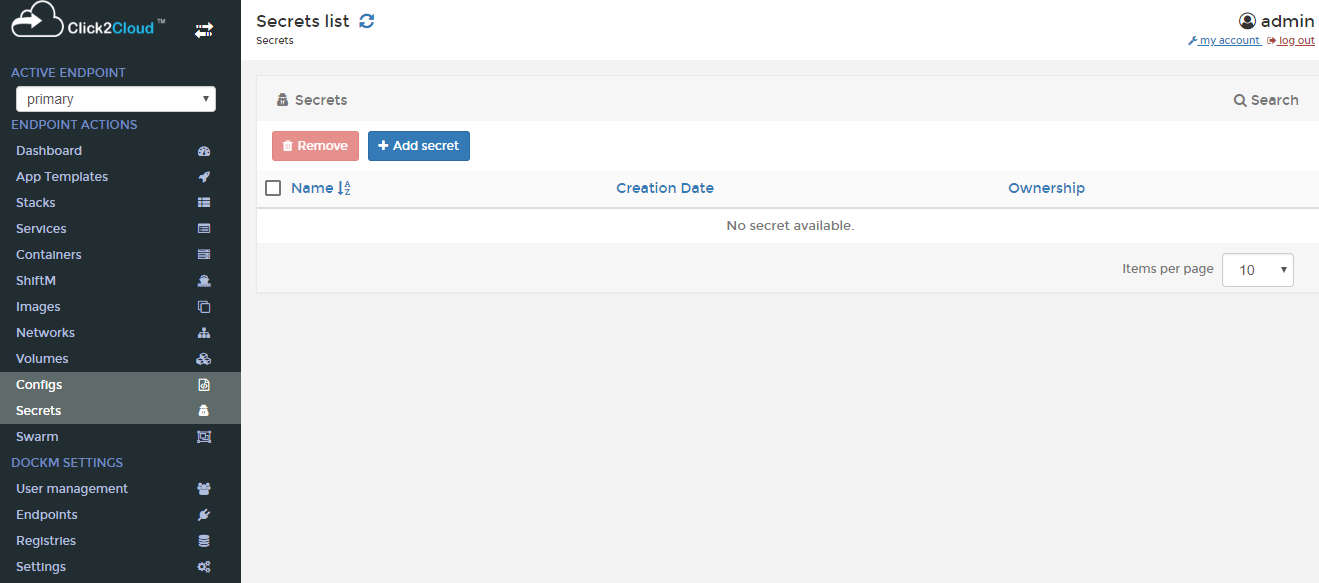 Click2Cloud™
ACTIVE ENDPOINT
primary
ENDPOINT ACTIONS
Dashboard
App Templates
Stacks
Services
Containers
ShiftM
Images
Networks
Volumes
Configs
Secrets
Swarm
DOCKM SETTINGS
User management
Endpoints
Registries
Settings
Secrets list
Secrets
admin
my account log out
Secrets Search
Remove Add secret
Name Creation Date Ownership
No secret available.
Items per page 10